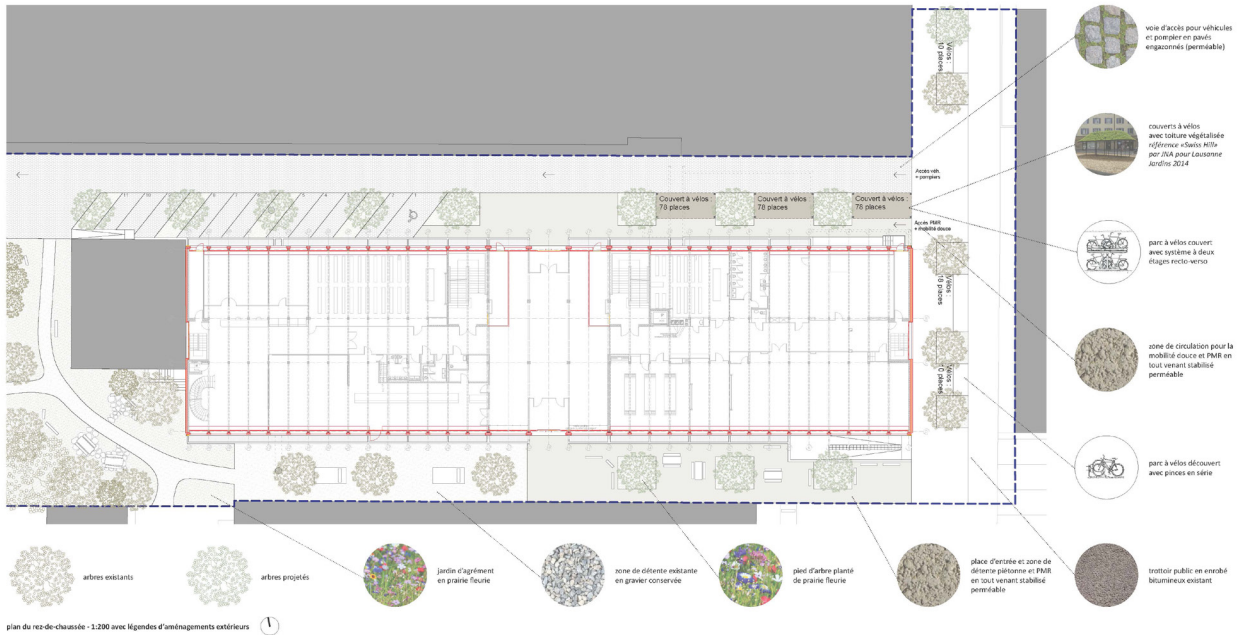 Vélos :
10 places
voie d'accès pour véhicules
et pompier en pavés
engazonnés (perméable)
couverts à vélos
avec toiture végétalisée
référence «Swiss Hill»
par INA pour Lausanne
Jardins 2014
Accès véh.
+ pompiers
Couvert à vélos :
78 places
Couvert à vélos :
78 places
Couvert à vélos :
78 places
Accès PMR
+ mobilité douce
parc à vélos couvert
avec système à deux
étages recto-verso
Vélos :
18 places
zone de circulation pour la
mobilité douce et PMR en
tout venant stabilisé
perméable
Vélos :
10 places
parc à vélos découvert
avec pinces en série
arbres existants
arbres projetés
jardin d'agrément
en prairie fleurie
zone de détente existante
en gravier conservée
pied d'arbre planté
de prairie fleurie
place d'entrée et zone de
détente piétonne et PMR
en tout venant stabilisé
perméable
trottoir public en enrobé
bitumineux existant
plan du rez-de-chaussée - 1:200 avec légendes d'aménagements extérieurs